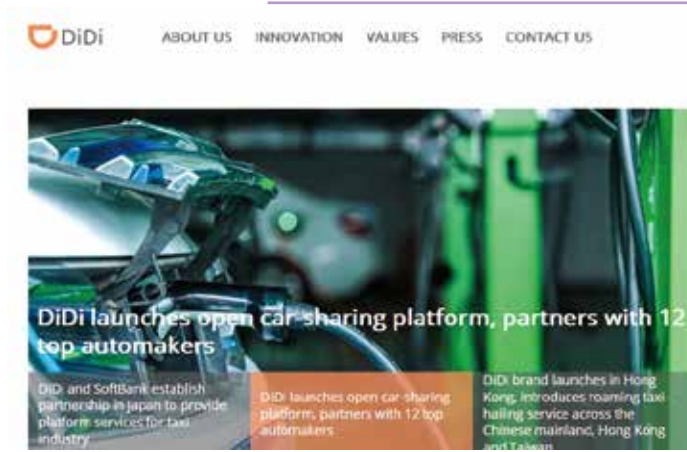 DiDi
ABOUT US INNOVATION VALUES PRESS CONTACT US
DiDi launches open car-sharing platform, partners with 12
top automakers
DiDi and SoftBank establish
partnership in Japan to provide
platform services for taxi
industry
DiDi launches open car-sharing
platform, partners with 12 top
automakers
DiDi brand launches in Hong
Kong, introduces roaming taxi
hailing service across the
Chinese mainland, Hong Kong
and Taiwan